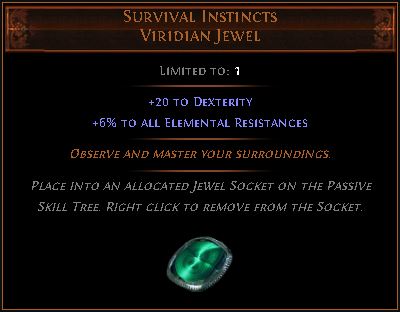 Survival Instincts
Viridian Jewel
Limited to: 1
+20 to Dexterity
+6% to all Elemental Resistances
Observe and master your surroundings.
Place into an allocated Jewel Socket on the Passive
Skill Tree. Right click to remove from the Socket.